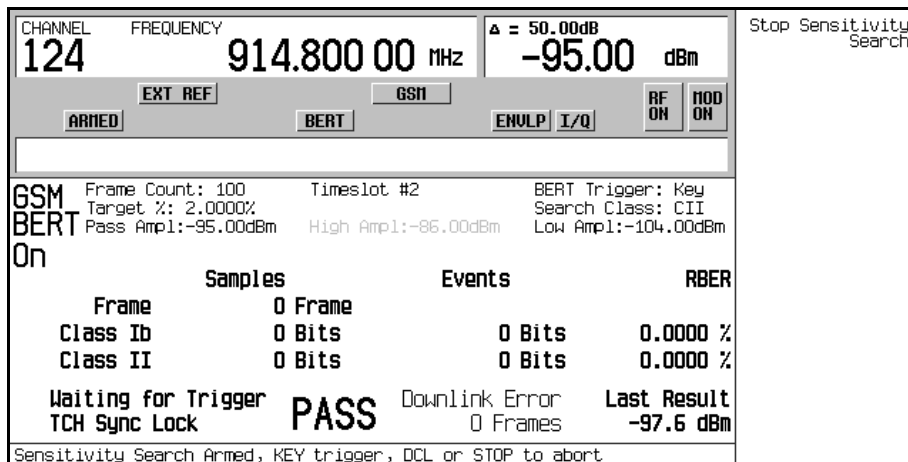 CHANNEL FREQUENCY Δ = 50.00dB Stop Sensitivity
124 914.800 00 MHz -95.00 dBm Search
EXT REF GSM RF ON MOD ON
ARMED BERT ENVLP I/Q
GSM BERT On
Frame Count: 100 Timeslot #2 BERT Trigger: Key
Target %: 2.0000% Search Class: CII
Pass Ampl:-95.00dBm High Ampl:-86.00dBm Low Ampl:-104.00dBm
Samples Events RBER
Frame 0 Frame
Class Ib 0 Bits 0 Bits 0.0000 %
Class II 0 Bits 0 Bits 0.0000 %
Waiting for Trigger PASS Downlink Error Last Result
TCH Sync Lock 0 Frames -97.6 dBm
Sensitivity Search Armed, KEY trigger, DCL or STOP to abort